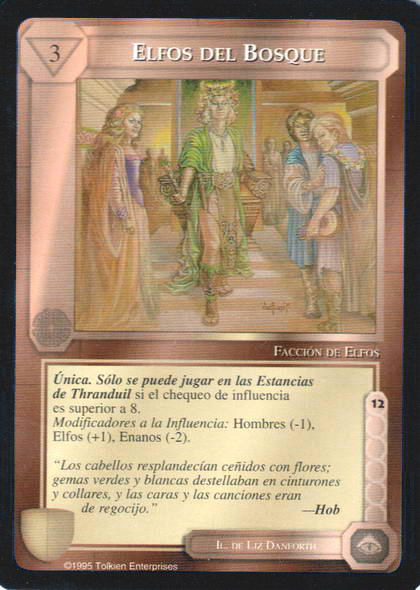 3
ELFOS DEL BOSQUE
FACCIÓN DE ELFOS
Única. Sólo se puede jugar en las Estancias
de Thranduil si el chequeo de influencia
es superior a 8.
Modificadores a la Influencia: Hombres (-1),
Elfos (+1), Enanos (-2).
12
“Los cabellos resplandecían ceñidos con flores;
gemas verdes y blancas destellaban en cinturones
y collares, y las caras y las canciones eran
de regocijo.” —Hob
IL. DE LIZ DANFORTH
©1995 Tolkien Enterprises